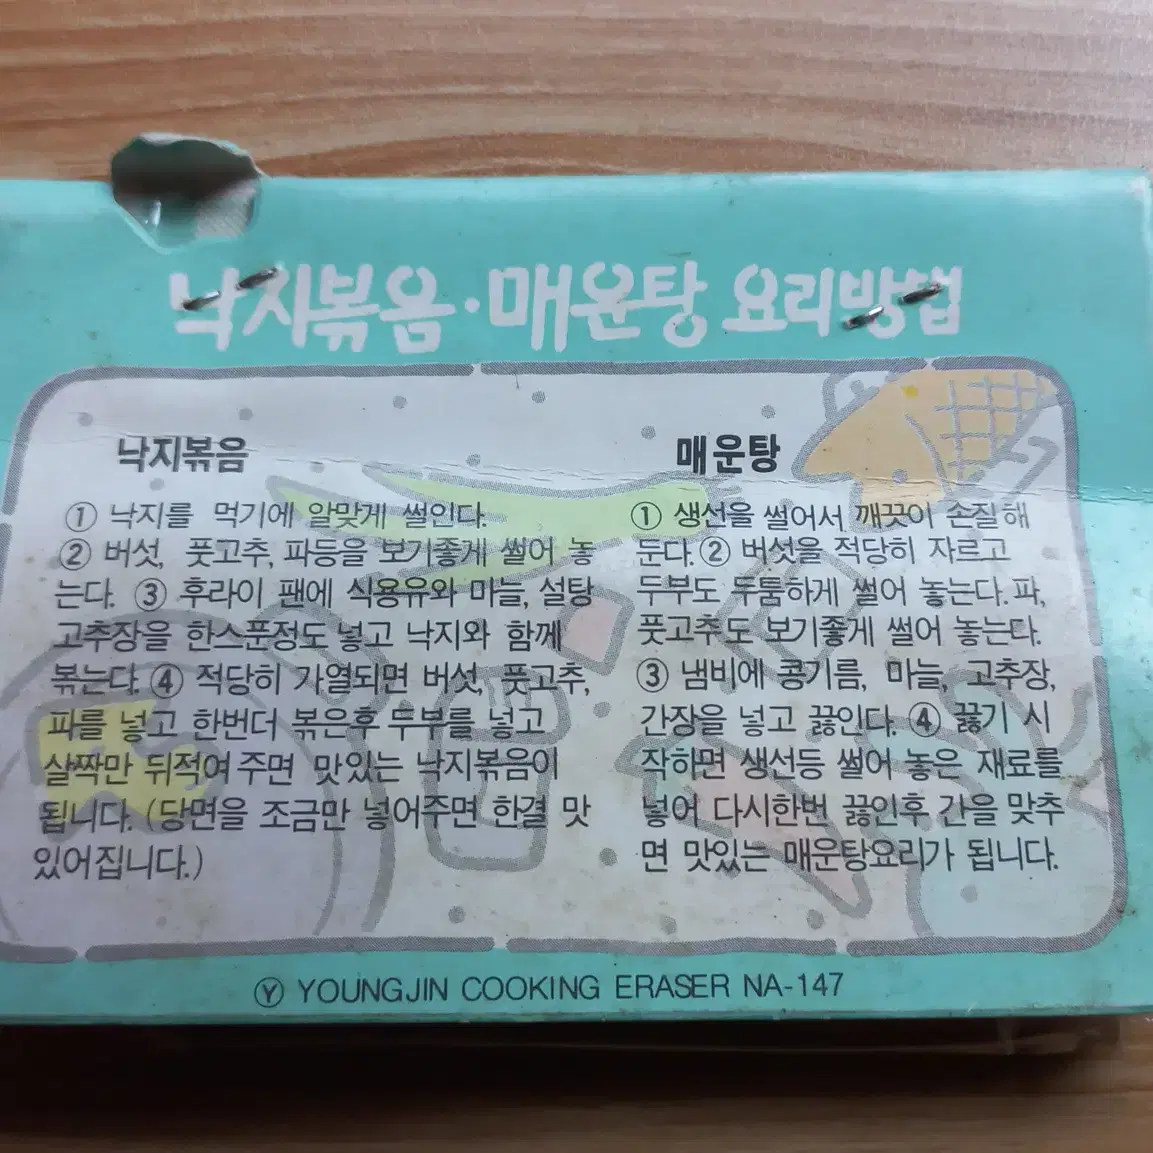 낙지볶음·매운탕 요리방법
낙지볶음
① 낙지를 먹기에 알맞게 썰인다.
② 버섯, 풋고추, 파등을 보기좋게 썰어 놓
는다. ③ 후라이 팬에 식용유와 마늘, 설탕
고추장을 한스푼정도 넣고 낙지와 함께
볶는다. ④ 적당히 가열되면 버섯, 풋고추,
파를 넣고 한번더 볶은후 두부를 넣고
살짝만 뒤적여 주면 맛있는 낙지볶음이
됩니다. (당면을 조금만 넣어주면 한결 맛
있어집니다.)
매운탕
① 생선을 썰어서 깨끗이 손질해
둔다. ② 버섯을 적당히 자르고
두부도 두툼하게 썰어 놓는다. 파,
풋고추도 보기좋게 썰어 놓는다.
③ 냄비에 콩기름, 마늘, 고추장,
간장을 넣고 끓인다. ④ 끓기 시
작하면 생선등 썰어 놓은 재료를
넣어 다시한번 끓인후 간을 맞추
면 맛있는 매운탕요리가 됩니다.
Ⓨ YOUNGJIN COOKING ERASER NA-147